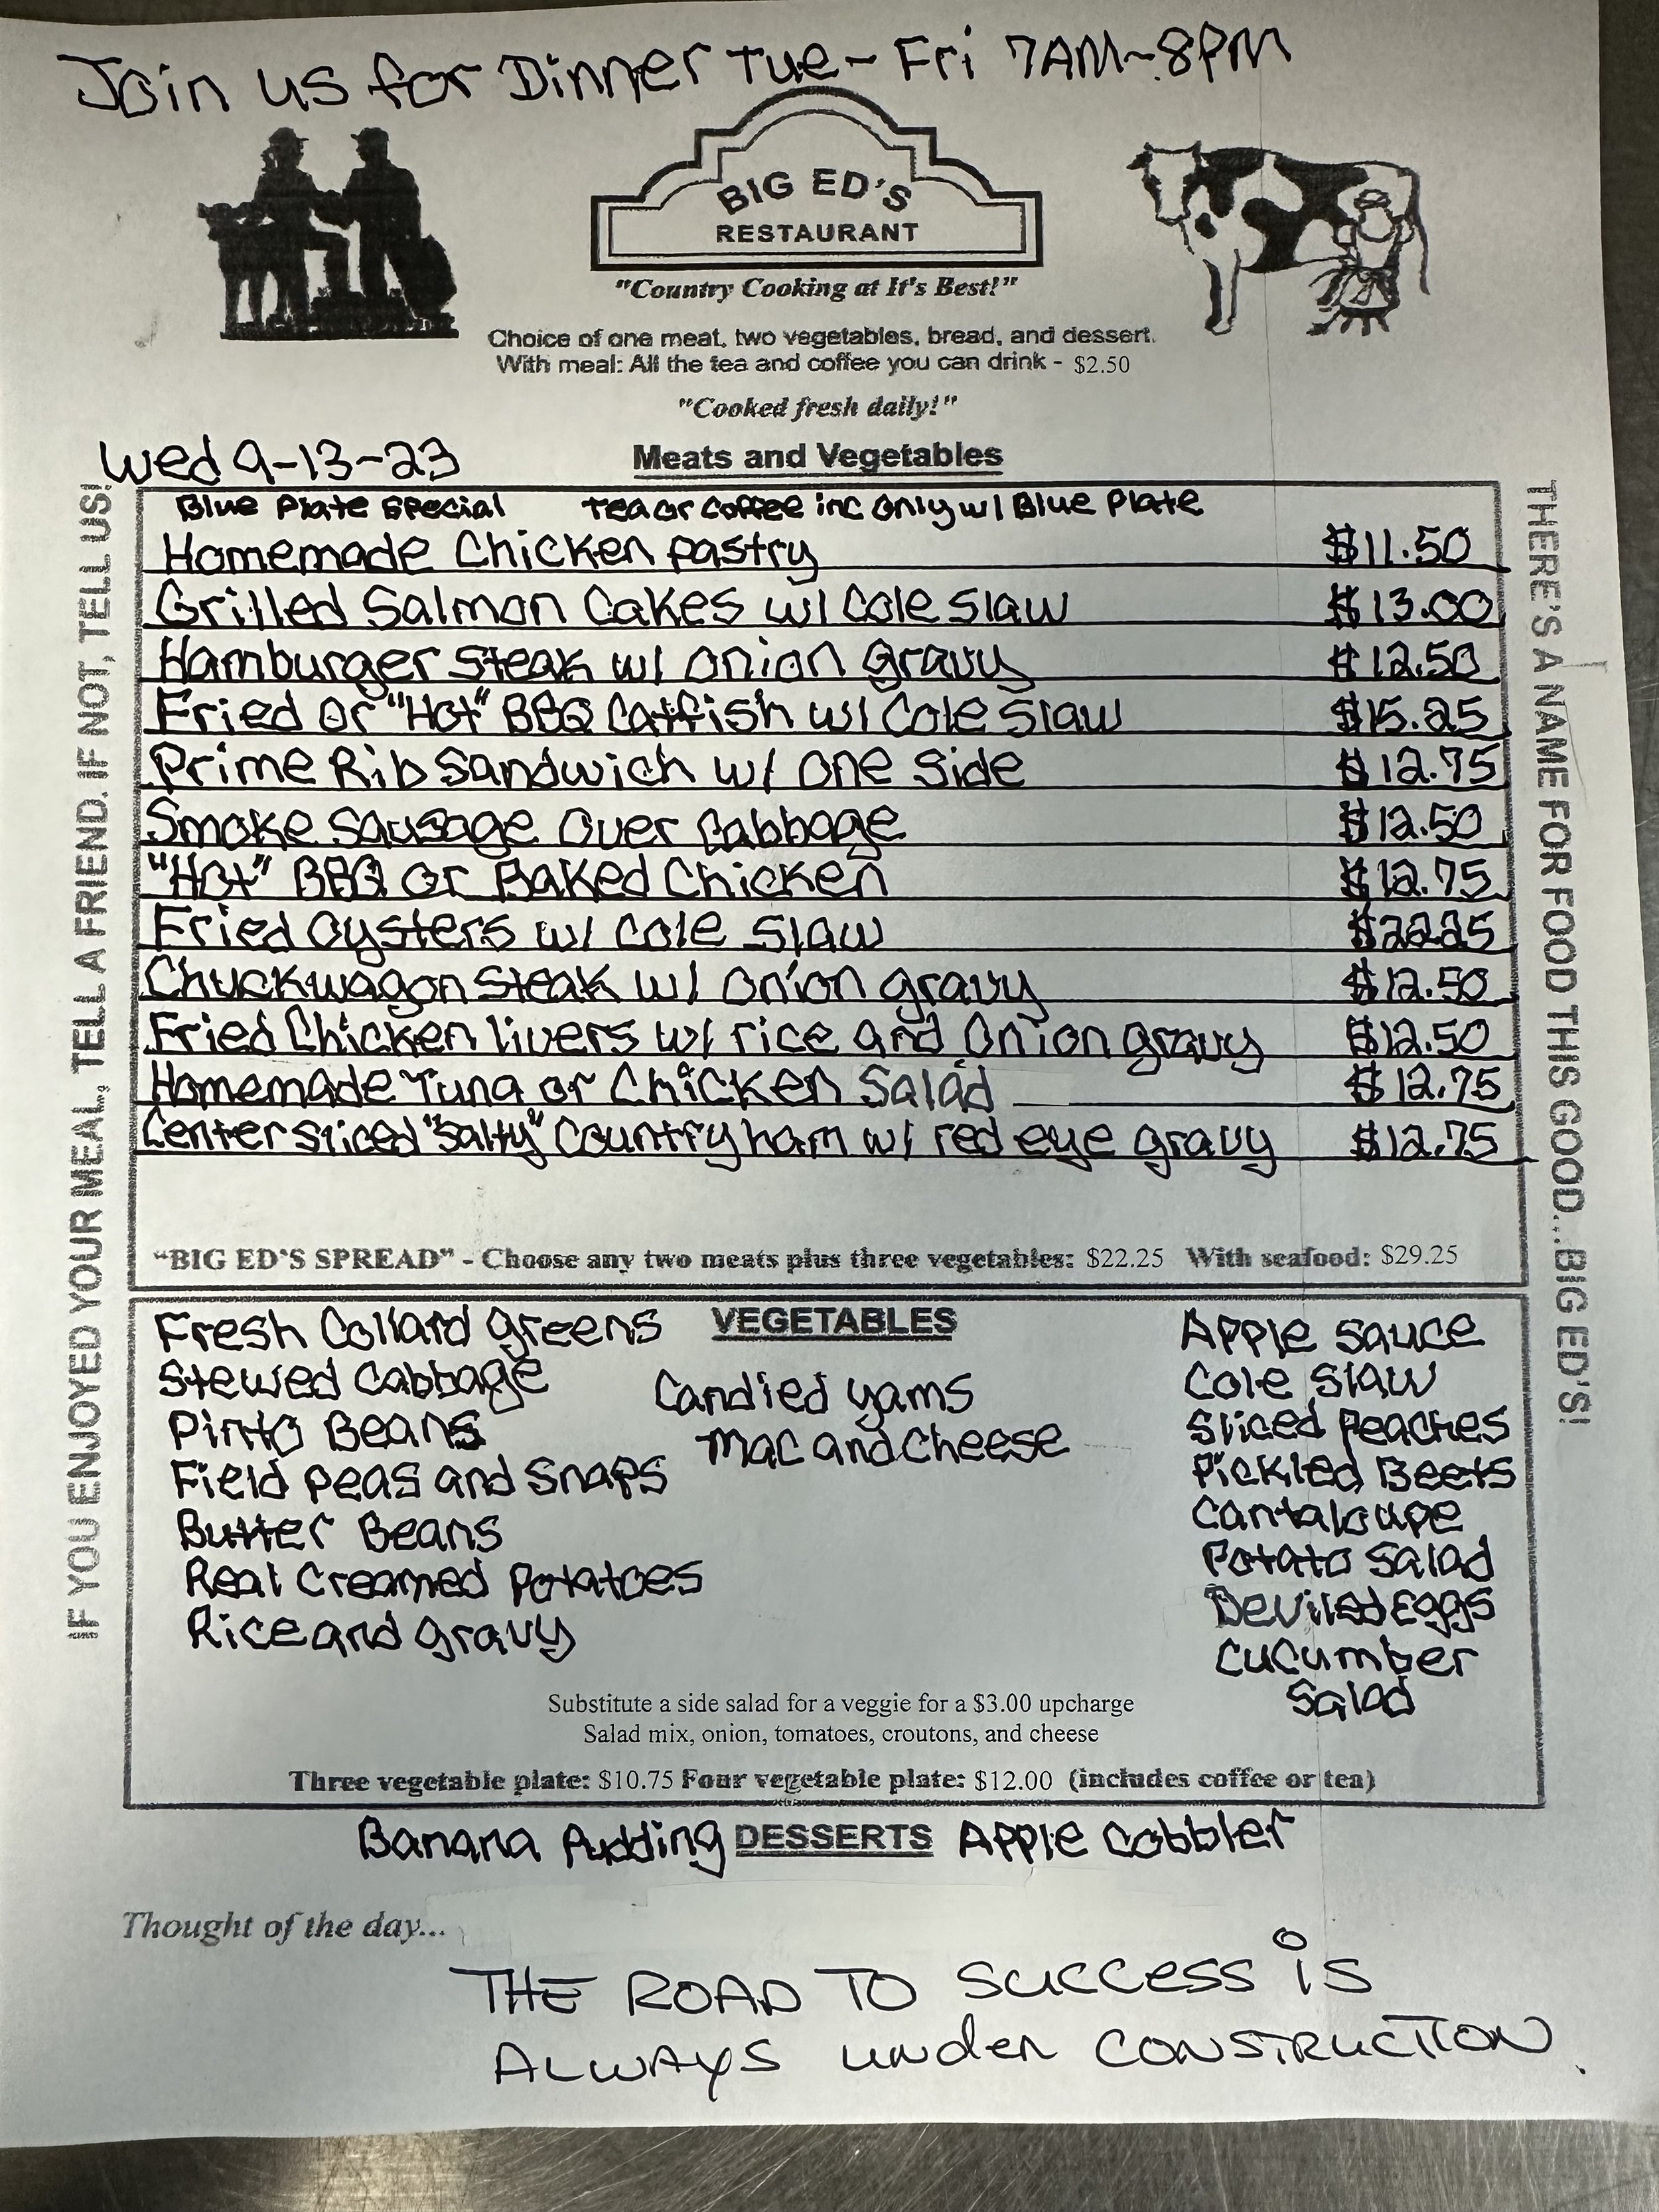 Join us for Dinner Tue - Fri 7AM-8PM
BIG ED'S
RESTAURANT
"Country Cooking at It's Best!"
Choice of one meat, two vegetables, bread, and dessert.
With meal: All the tea and coffee you can drink - $2.50
"Cooked fresh daily!"
Wed 9-13-23
Meats and Vegetables
IF YOU ENJOYED YOUR MEAL, TELL A FRIEND. IF NOT, TELL US!
Blue Plate Special Tea or Coffee inc only w/ Blue Plate
Homemade Chicken pastry $11.50
Grilled Salmon Cakes w/ Cole slaw $13.00
Hamburger steak w/ onion gravy $12.50
Fried or "Hot" BBQ Catfish w/ Cole slaw $15.25
Prime Rib Sandwich w/ one side $12.75
Smoke sausage over Cabbage $12.50
"Hot" BBQ or Baked Chicken $12.75
Fried oysters w/ cole slaw $22.25
Chuckwagon steak w/ onion gravy $12.50
Fried Chicken livers w/ rice and Onion gravy $12.50
Homemade Tuna or Chicken Salad $12.75
Center sliced "Salty" Country ham w/ red eye gravy $12.75
THERE'S A NAME FOR FOOD THIS GOOD...BIG ED'S!
"BIG ED'S SPREAD" - Choose any two meats plus three vegetables: $22.25 With seafood: $29.25
VEGETABLES
Fresh Collard greens
Stewed Cabbage
Pinto Beans
Field peas and snaps
Butter Beans
Real Creamed Potatoes
Rice and gravy
Candied yams
Mac and Cheese
Apple sauce
Cole slaw
Sliced Peaches
Pickled Beets
Cantaloupe
Potato Salad
Deviled Eggs
Cucumber
Salad
Substitute a side salad for a veggie for a $3.00 upcharge
Salad mix, onion, tomatoes, croutons, and cheese
Three vegetable plate: $10.75 Four vegetable plate: $12.00 (includes coffee or tea)
Banana Pudding DESSERTS Apple Cobbler
Thought of the day...
THE ROAD TO SUCCESS is
ALWAYS under CONSTRUCTION.